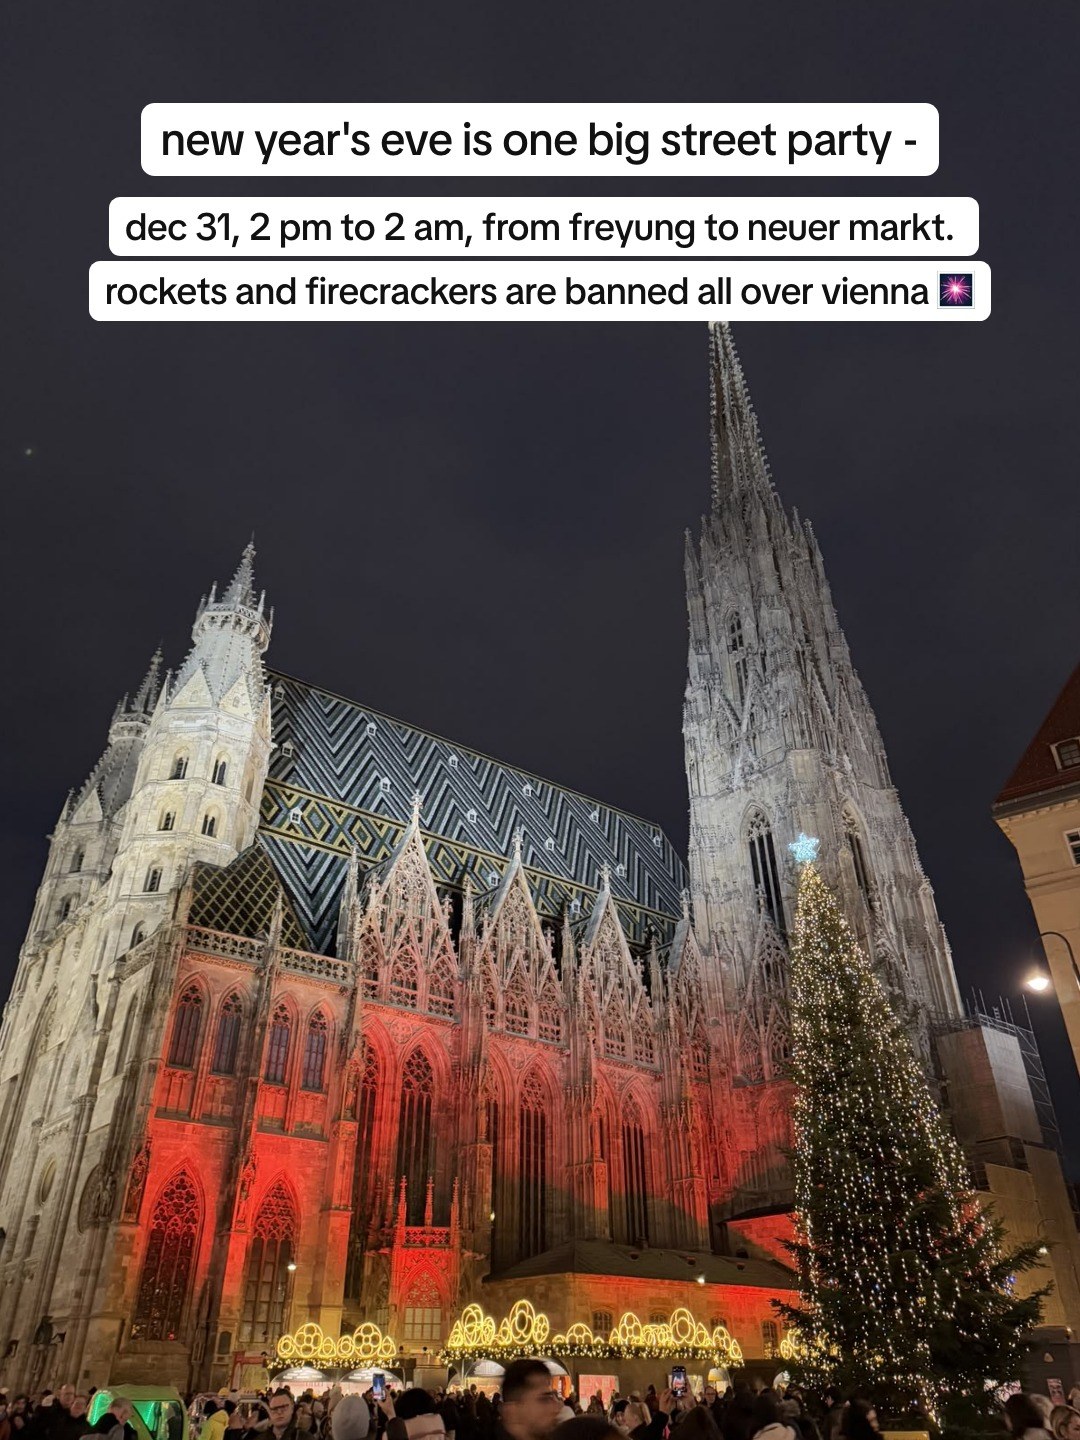 new year's eve is one big street party -
dec 31, 2 pm to 2 am, from freyung to neuer markt.
rockets and firecrackers are banned all over vienna 🎆